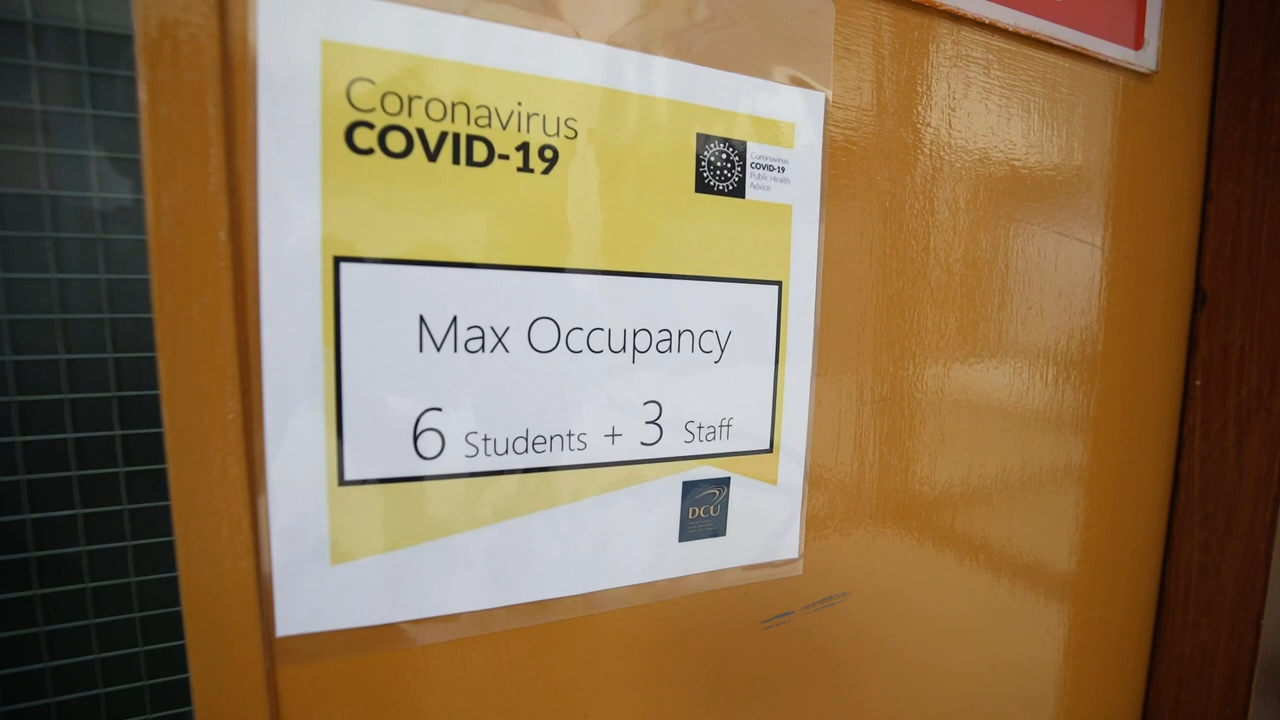 Coronavirus
COVID-19
Coronavirus
COVID-19
Public Health
Advice
Max Occupancy
6 Students + 3 Staff
DCU